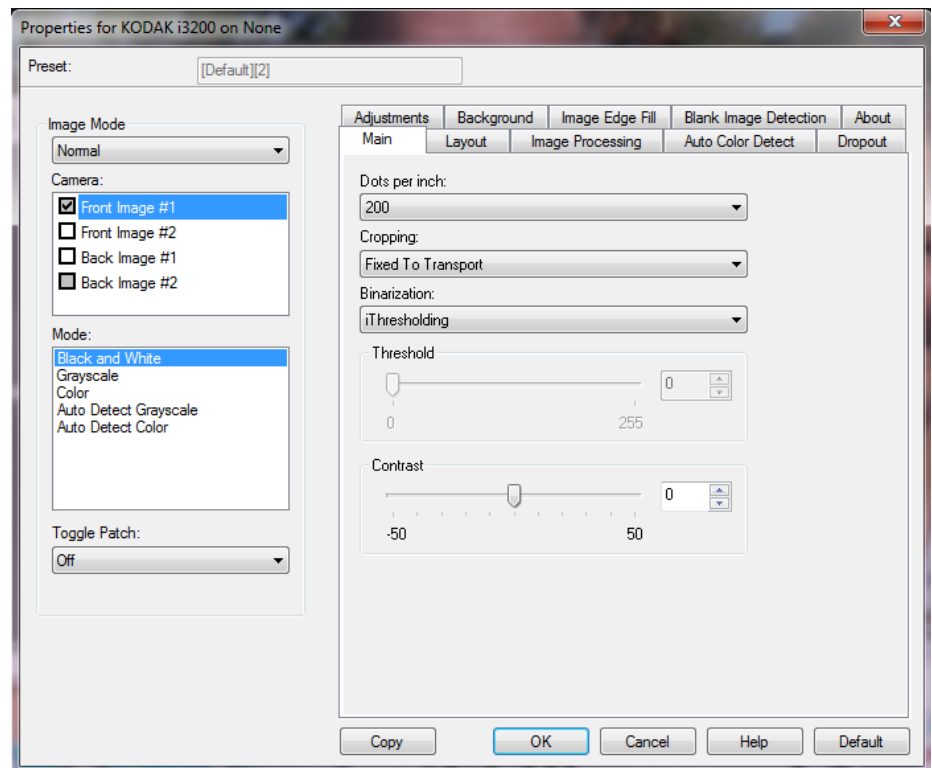 Properties for KODAK i3200 on None
x
Preset:
[Default][2]
Image Mode
Normal
Camera:
Front Image #1
Front Image #2
Back Image #1
Back Image #2
Mode:
Black and White
Grayscale
Color
Auto Detect Grayscale
Auto Detect Color
Toggle Patch:
Off
Adjustments Background Image Edge Fill Blank Image Detection About
Main Layout Image Processing Auto Color Detect Dropout
Dots per inch:
200
Cropping:
Fixed To Transport
Binarization:
iThresholding
Threshold
0
0 255
Contrast
0
-50 50
Copy OK Cancel Help Default